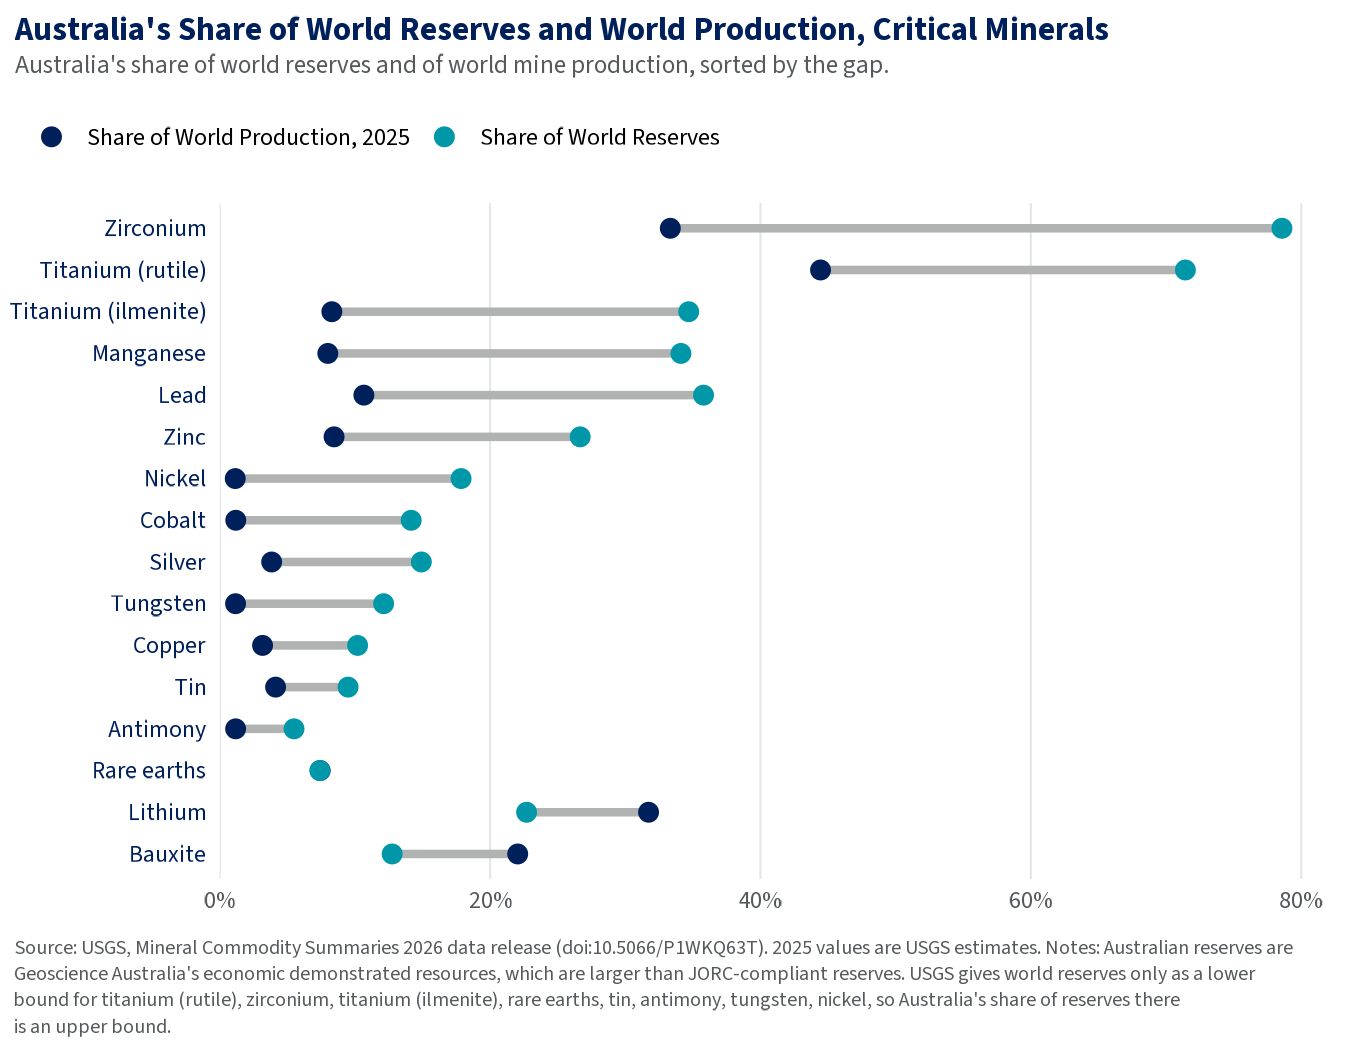 Australia's Share of World Reserves and World Production, Critical Minerals
Australia's share of world reserves and of world mine production, sorted by the gap.
Share of World Production, 2025
Share of World Reserves
Zirconium
Titanium (rutile)
Titanium (ilmenite)
Manganese
Lead
Zinc
Nickel
Cobalt
Silver
Tungsten
Copper
Tin
Antimony
Rare earths
Lithium
Bauxite
0%
20%
40%
60%
80%
Source: USGS, Mineral Commodity Summaries 2026 data release (doi:10.5066/P1WKQ63T). 2025 values are USGS estimates. Notes: Australian reserves are
Geoscience Australia's economic demonstrated resources, which are larger than JORC-compliant reserves. USGS gives world reserves only as a lower
bound for titanium (rutile), zirconium, titanium (ilmenite), rare earths, tin, antimony, tungsten, nickel, so Australia's share of reserves there
is an upper bound.